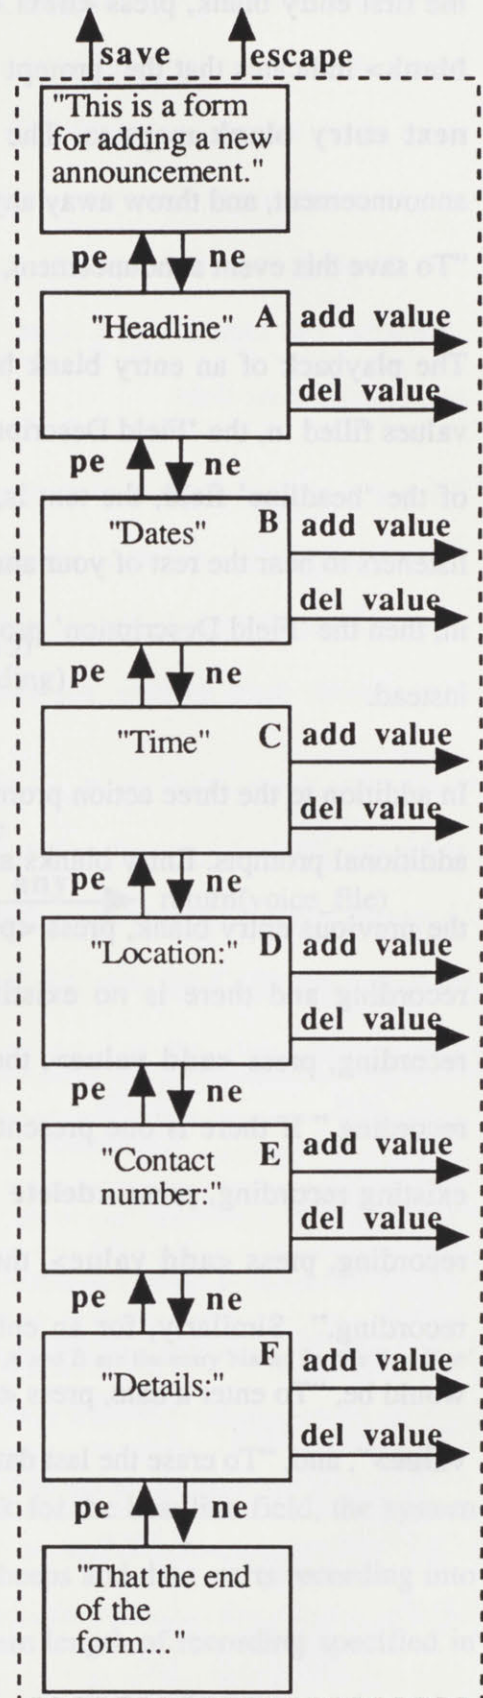 save escape
"This is a form
for adding a new
announcement."
pe ne
"Headline" A add value
del value
pe ne
"Dates" B add value
del value
pe ne
"Time" C add value
del value
pe ne
"Location:" D add value
del value
pe ne
"Contact
number:" E add value
del value
pe ne
"Details:" F add value
del value
pe ne
"That the end
of the
form..."